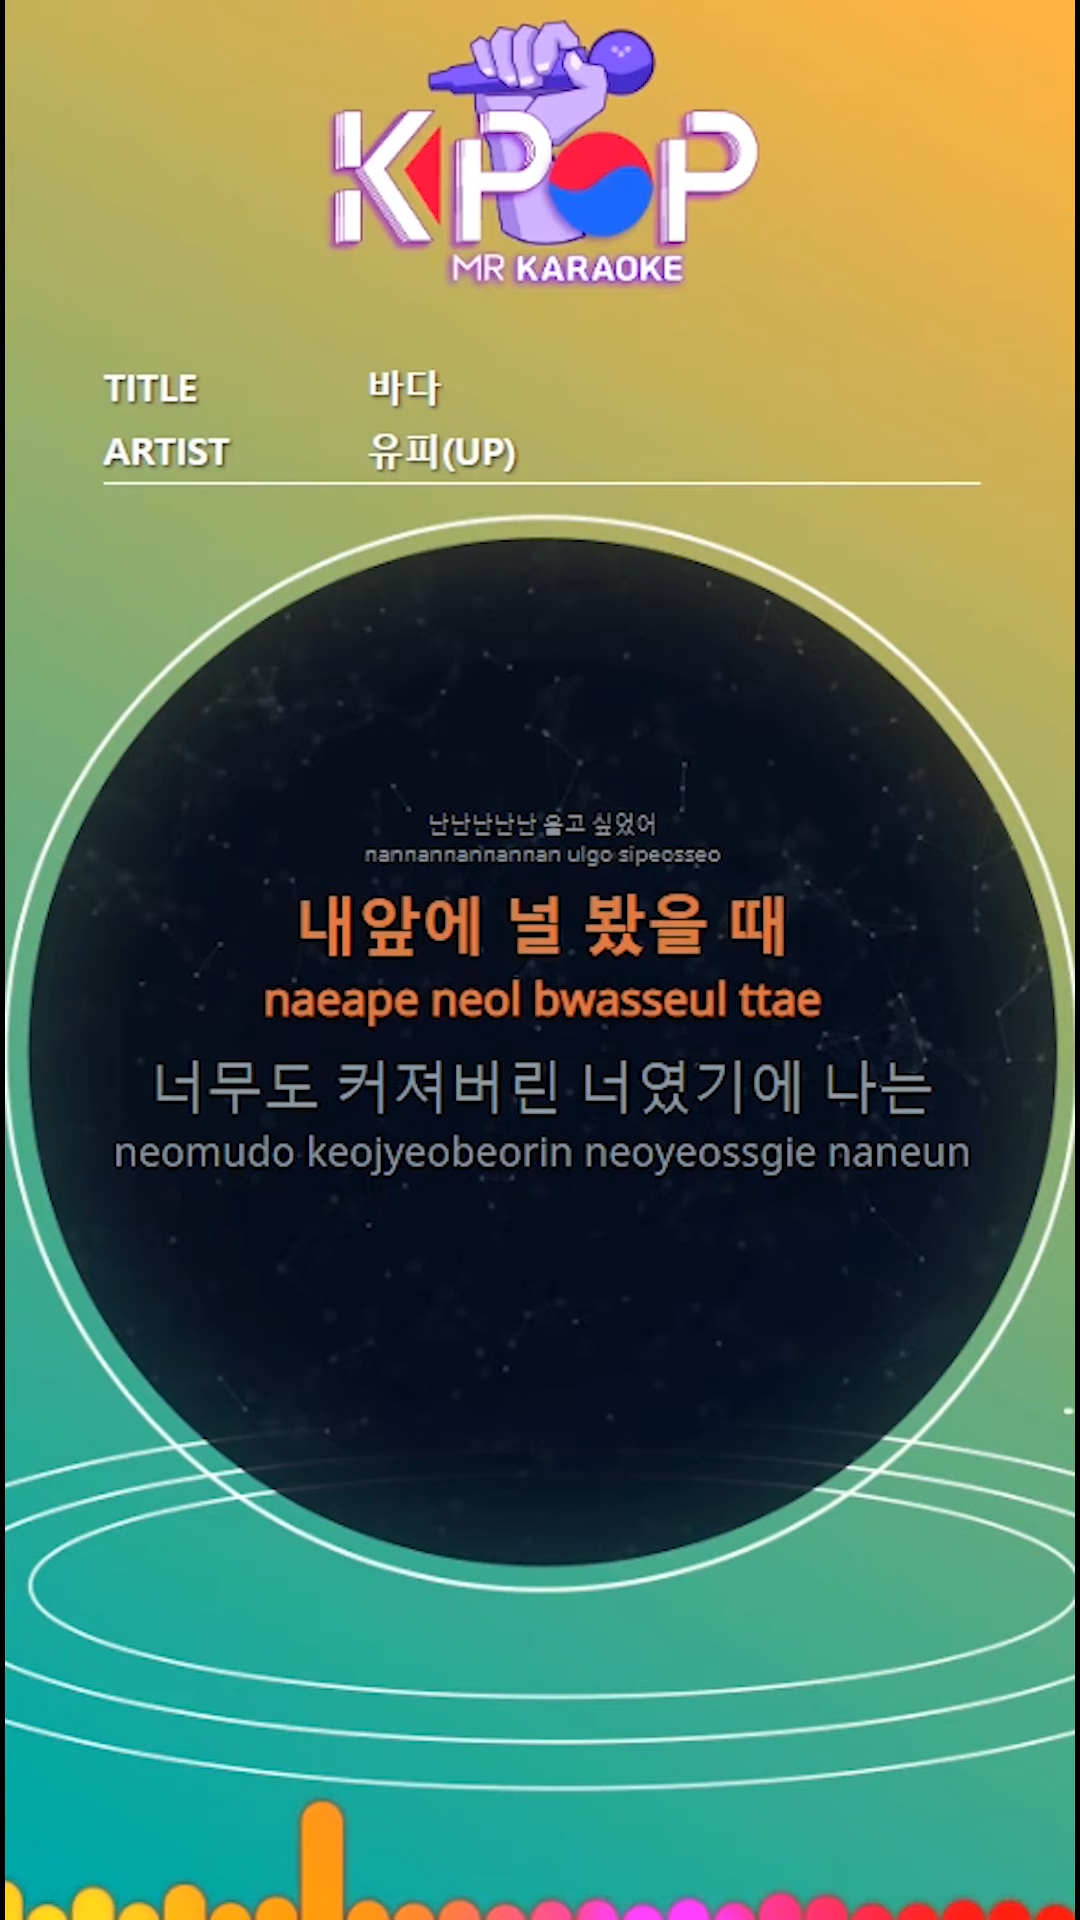 KPOP
MR KARAOKE
TITLE 바다
ARTIST 유피(UP)
난난난난난 울고 싶었어
nannannannannan ulgo sipeosseo
내앞에 널 봤을 때
naeape neol bwasseul ttae
너무도 커져버린 너였기에 나는
neomudo keojyeobeorin neoyeossgie naneun